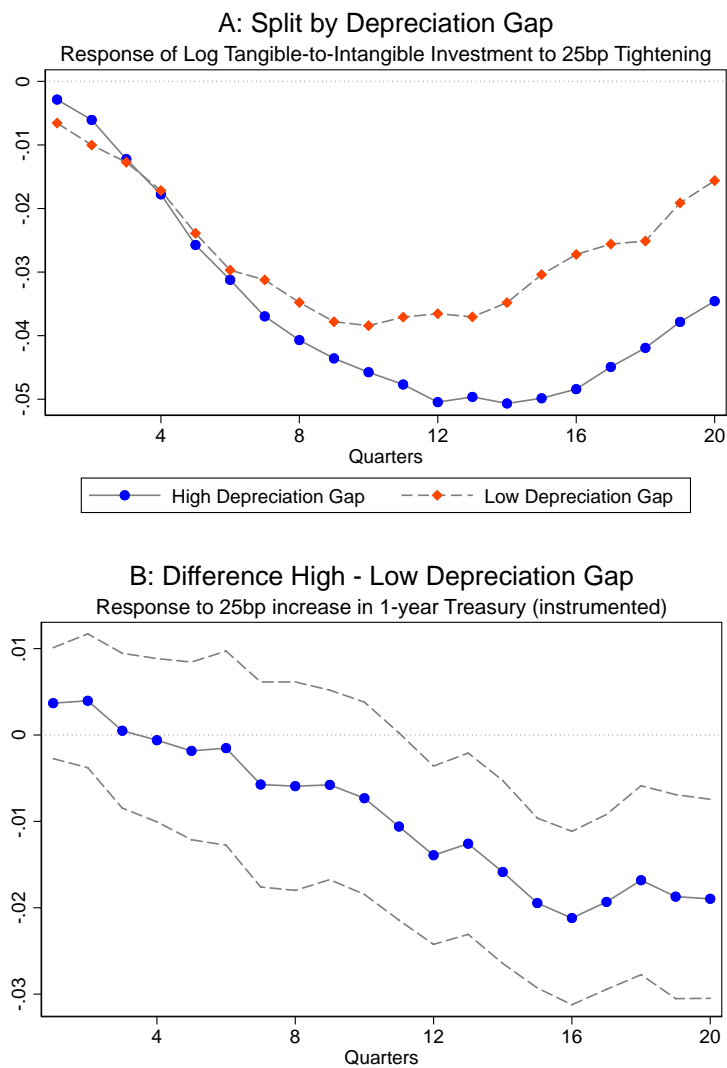 A: Split by Depreciation Gap
Response of Log Tangible-to-Intangible Investment to 25bp Tightening
0
-.01
-.02
-.03
-.04
-.05
4 8 12 16 20
Quarters
High Depreciation Gap Low Depreciation Gap
B: Difference High - Low Depreciation Gap
Response to 25bp increase in 1-year Treasury (instrumented)
.01
0
-.01
-.02
-.03
4 8 12 16 20
Quarters